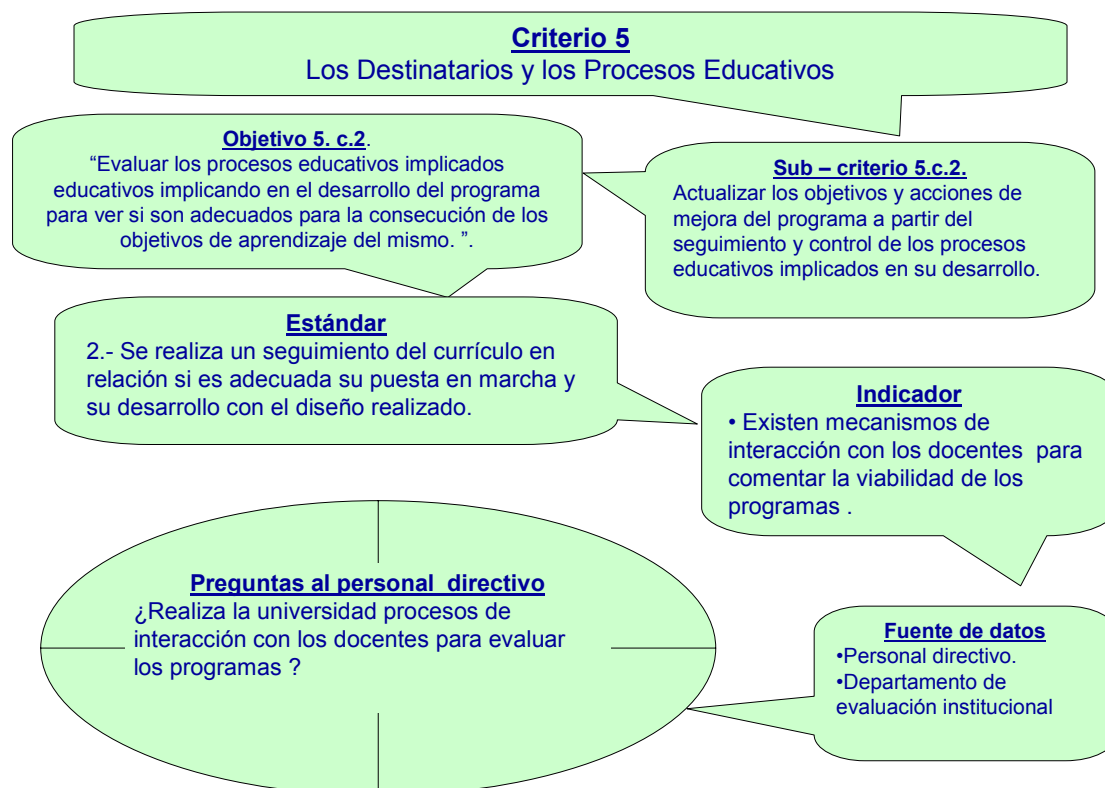 Criterio 5
Los Destinatarios y los Procesos Educativos
Objetivo 5. c.2.
“Evaluar los procesos educativos implicados
educativos implicando en el desarrollo del programa
para ver si son adecuados para la consecución de los
objetivos de aprendizaje del mismo. ”.
Sub – criterio 5.c.2.
Actualizar los objetivos y acciones de
mejora del programa a partir del
seguimiento y control de los procesos
educativos implicados en su desarrollo.
Estándar
2.- Se realiza un seguimiento del currículo en
relación si es adecuada su puesta en marcha y
su desarrollo con el diseño realizado.
Indicador
• Existen mecanismos de
interacción con los docentes para
comentar la viabilidad de los
programas .
Preguntas al personal directivo
¿Realiza la universidad procesos de
interacción con los docentes para evaluar
los programas ?
Fuente de datos
•Personal directivo.
•Departamento de
evaluación institucional